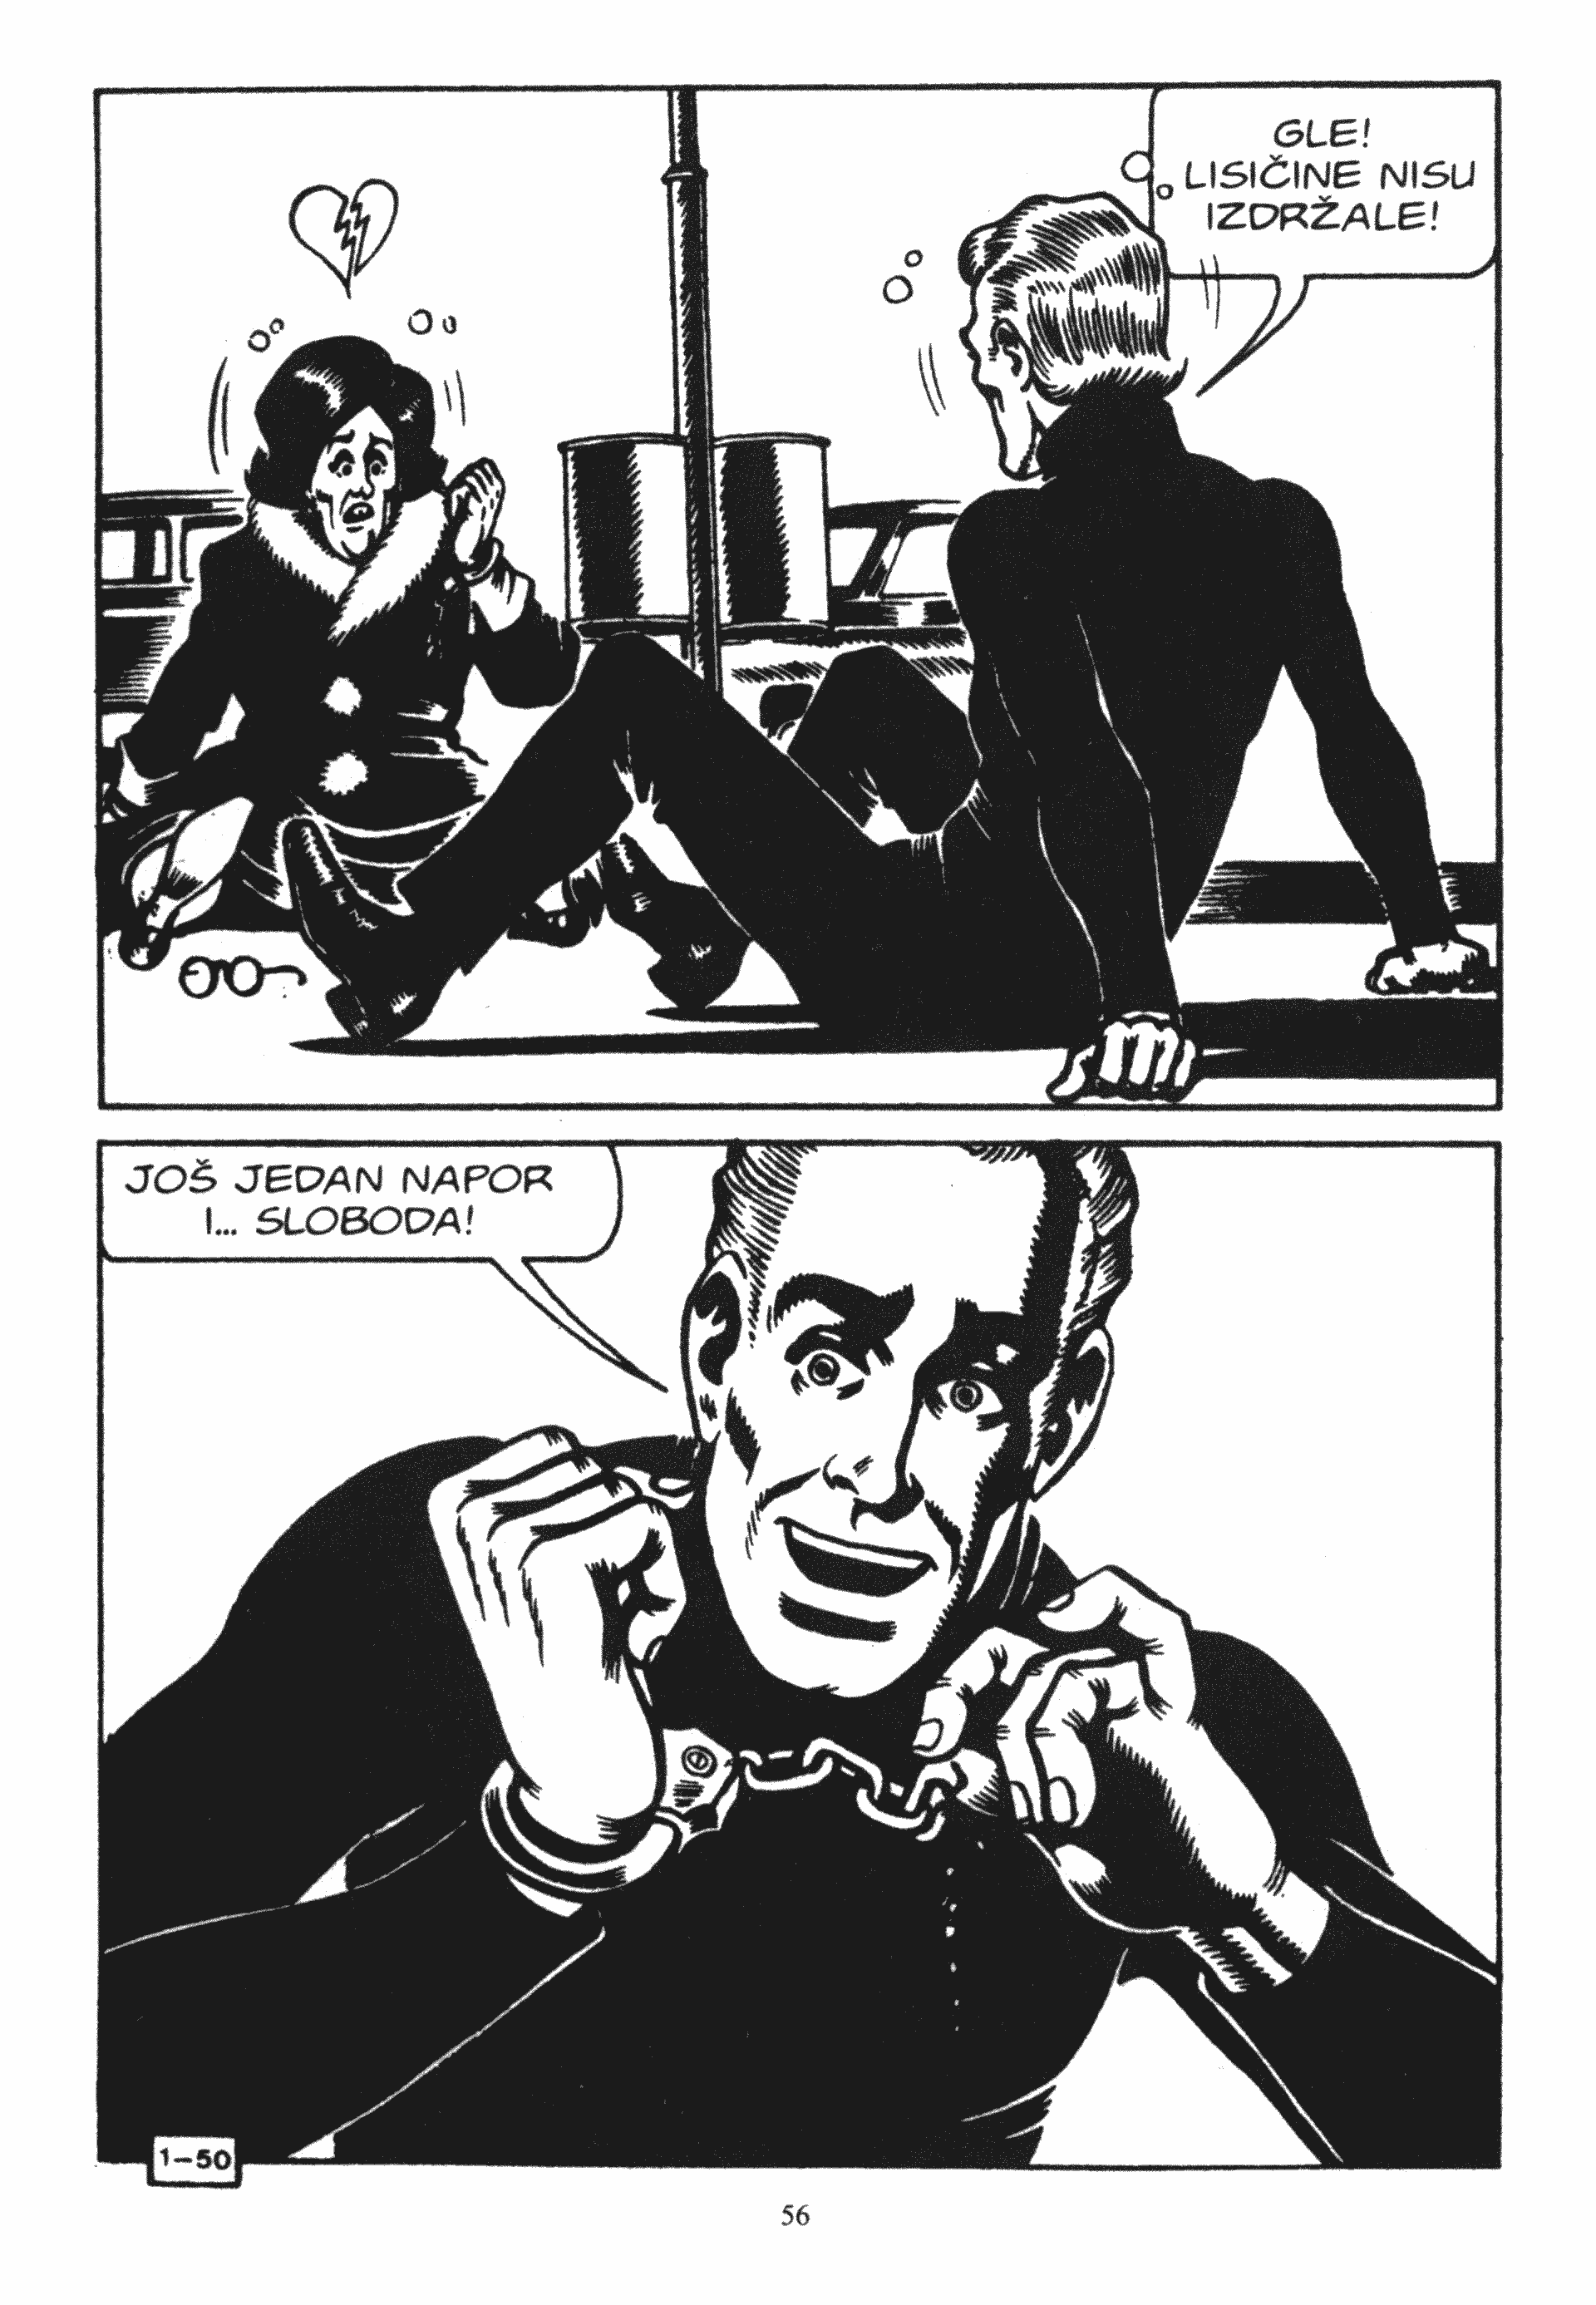 GLE!
LISIČINE NISU
IZDRŽALE!
JOŠ JEDAN NAPOR
I... SLOBODA!
1-50
56